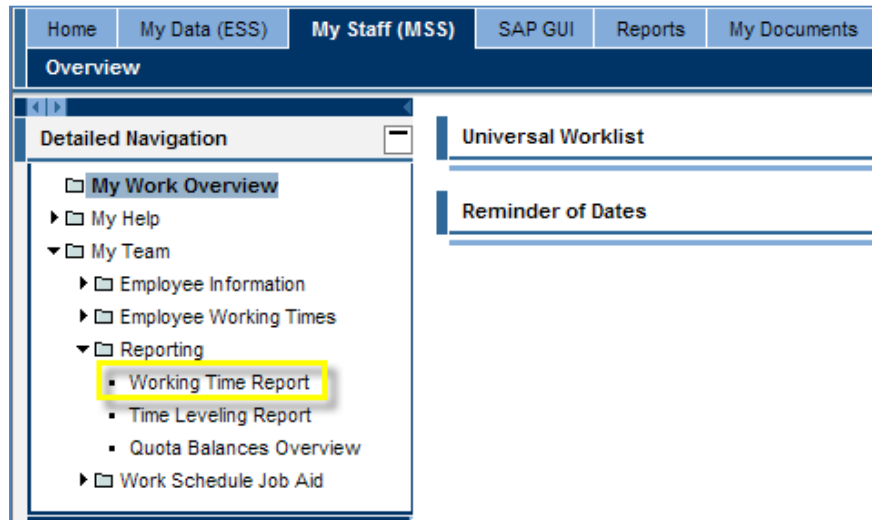 Home My Data (ESS) My Staff (MSS) SAP GUI Reports My Documents
Overview
Detailed Navigation
My Work Overview
My Help
My Team
Employee Information
Employee Working Times
Reporting
Working Time Report
Time Leveling Report
Quota Balances Overview
Work Schedule Job Aid
Universal Worklist
Reminder of Dates